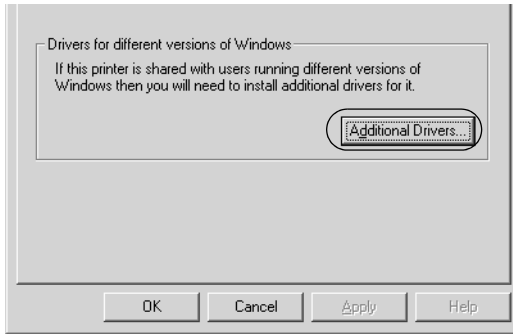 Drivers for different versions of Windows
If this printer is shared with users running different versions of
Windows then you will need to install additional drivers for it.
Additional Drivers...
OK Cancel Apply Help